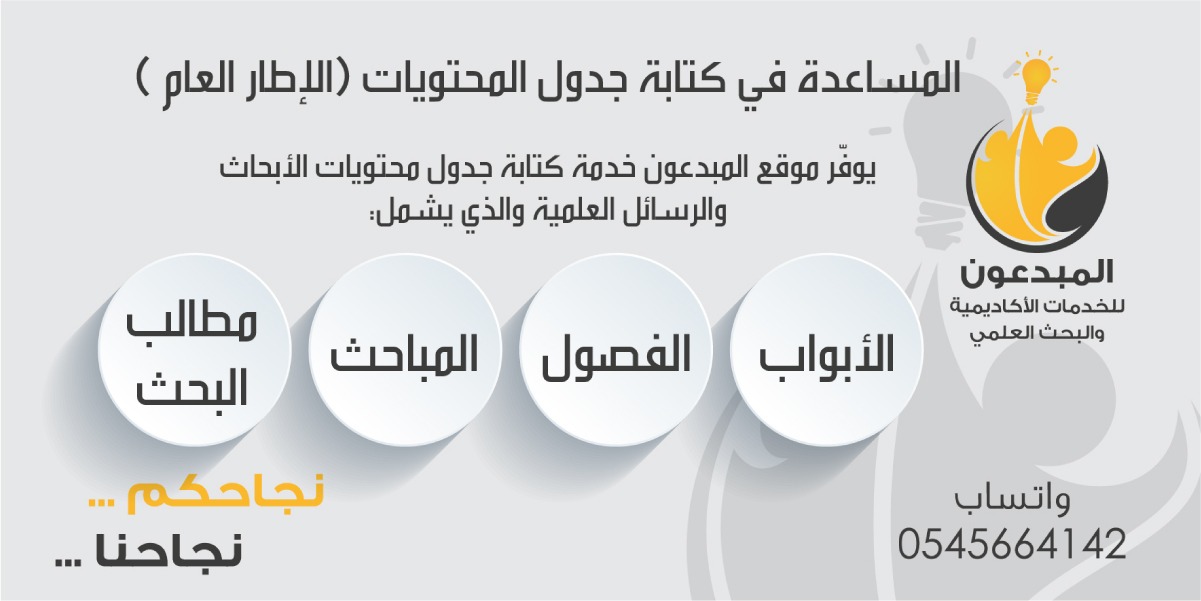 المساعدة في كتابة جدول المحتويات (الإطار العام )
يوفّر موقع المبدعون خدمة كتابة جدول محتويات الأبحاث
والرسائل العلمية والذي يشمل:
المبدعون
للخدمات الأكاديمية
والبحث العلمي
الأبواب
الفصول
المباحث
مطالب
البحث
نجاحكم ...
نجاحنا ...
واتساب
0545664142